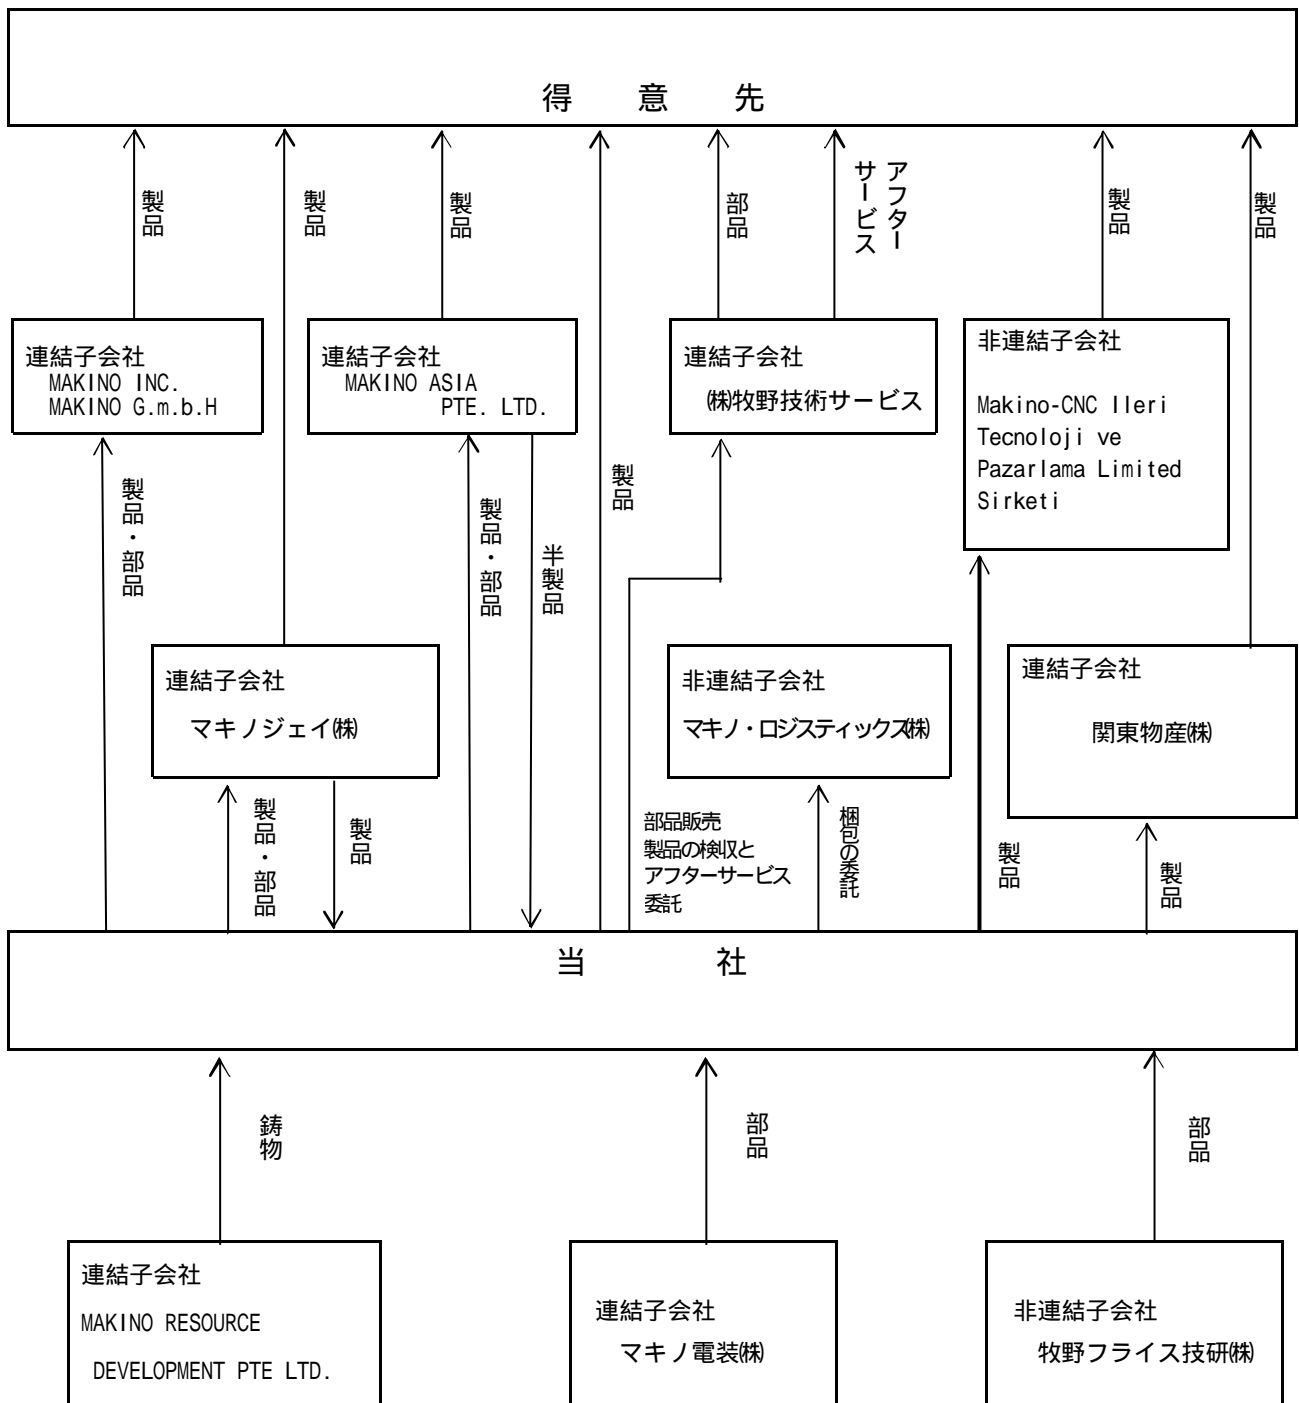 得 意 先
製品
製品
製品
部品
アフター
サービス
製品
製品
連結子会社
MAKINO INC.
MAKINO G.m.b.H
連結子会社
MAKINO ASIA
PTE. LTD.
連結子会社
㈱牧野技術サービス
非連結子会社
Makino-CNC Ileri
Tecnoloji ve
Pazarlama Limited
Sirketi
製品・部品
製品・部品
半製品
製品
連結子会社
マキノジェイ㈱
非連結子会社
マキノ・ロジスティックス㈱
連結子会社
関東物産㈱
製品・部品
製品
部品販売
製品の検収と
アフターサービス
委託
梱包の委託
製品
製品
当 社
鋳物
部品
部品
連結子会社
MAKINO RESOURCE
DEVELOPMENT PTE LTD.
連結子会社
マキノ電装㈱
非連結子会社
牧野フライス技研㈱